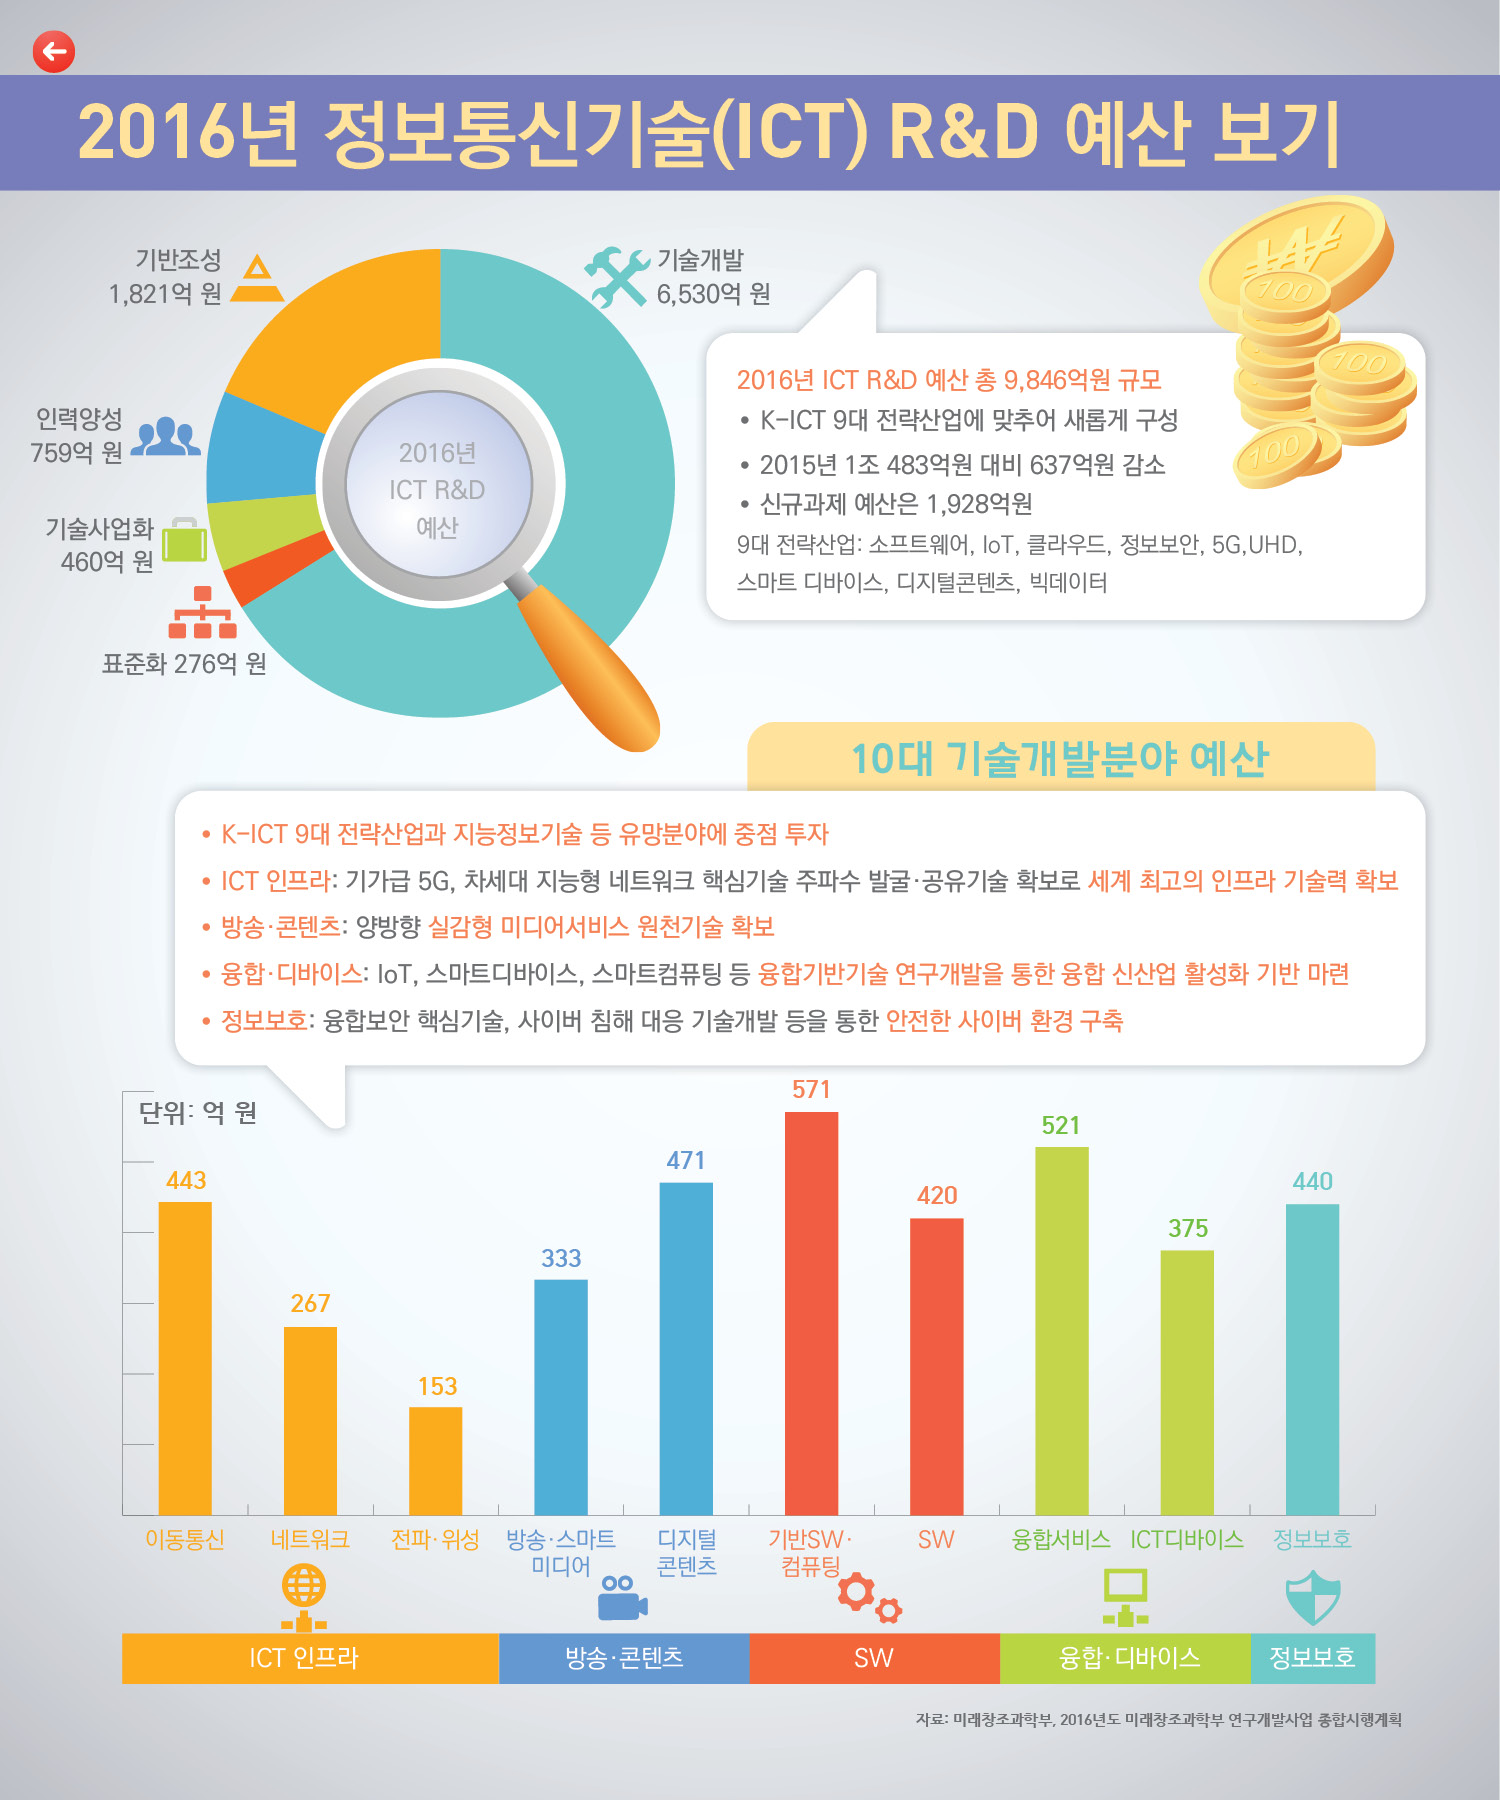 2016년 정보통신기술(ICT) R&D 예산 보기
기반조성
1,821억 원
기술개발
6,530억 원
인력양성
759억 원
기술사업화
460억 원
표준화 276억 원
2016년
ICT R&D
예산
100
100
100
2016년 ICT R&D 예산 총 9,846억원 규모
• K-ICT 9대 전략산업에 맞추어 새롭게 구성
• 2015년 1조 483억원 대비 637억원 감소
• 신규과제 예산은 1,928억원
9대 전략산업: 소프트웨어, IoT, 클라우드, 정보보안, 5G,UHD,
스마트 디바이스, 디지털콘텐츠, 빅데이터
10대 기술개발분야 예산
• K-ICT 9대 전략산업과 지능정보기술 등 유망분야에 중점 투자
• ICT 인프라: 기가급 5G, 차세대 지능형 네트워크 핵심기술 주파수 발굴·공유기술 확보로 세계 최고의 인프라 기술력 확보
• 방송·콘텐츠: 양방향 실감형 미디어서비스 원천기술 확보
• 융합·디바이스: IoT, 스마트디바이스, 스마트컴퓨팅 등 융합기반기술 연구개발을 통한 융합 신산업 활성화 기반 마련
• 정보보호: 융합보안 핵심기술, 사이버 침해 대응 기술개발 등을 통한 안전한 사이버 환경 구축
단위: 억 원
443
267
153
333
471
571
420
521
375
440
이동통신
네트워크
전파·위성
방송·스마트
미디어
디지털
콘텐츠
기반SW·
컴퓨팅
SW
융합서비스
ICT디바이스
정보보호
ICT 인프라
방송·콘텐츠
SW
융합·디바이스
정보보호
자료: 미래창조과학부, 2016년도 미래창조과학부 연구개발사업 종합시행계획